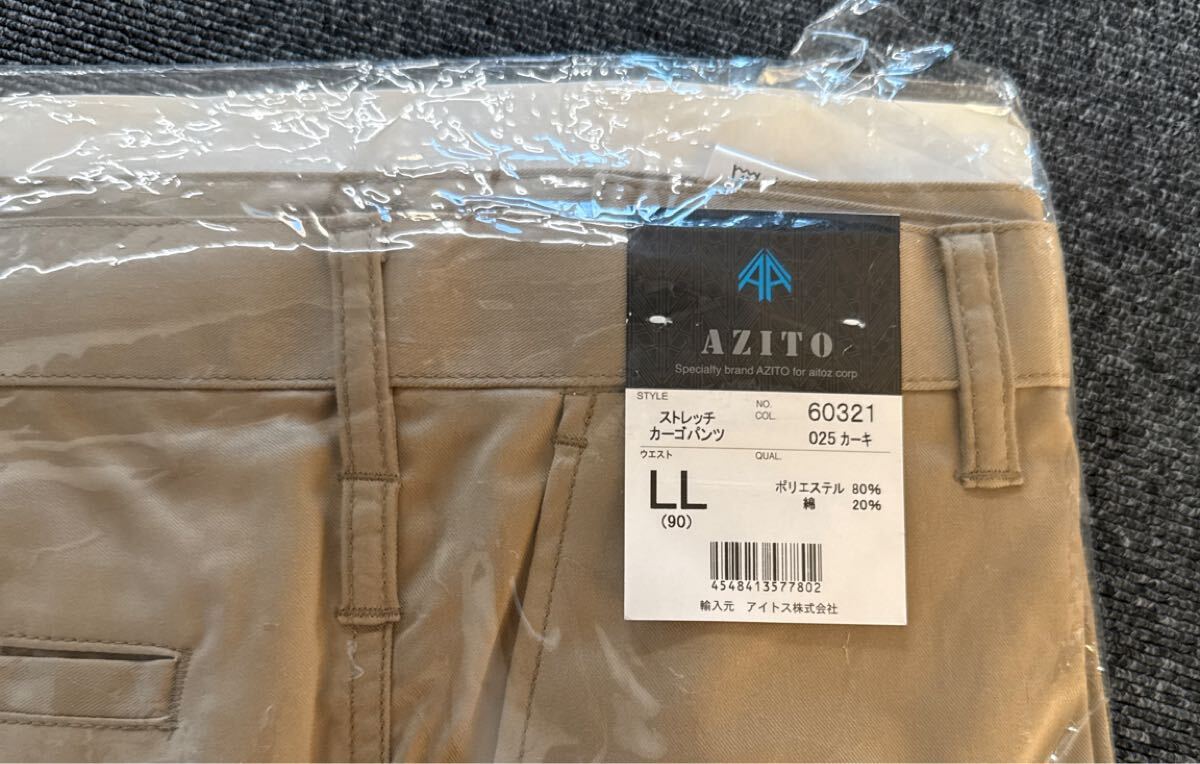 AZITO
Specialty brand AZITO for aitoz corp
STYLE
ストレッチ
カーゴパンツ
NO. 60321
COL. 025 カーキ
ウエスト
LL
(90)
QUAL.
ポリエステル 80%
綿 20%
4548413577802
輸入元 アイトス株式会社